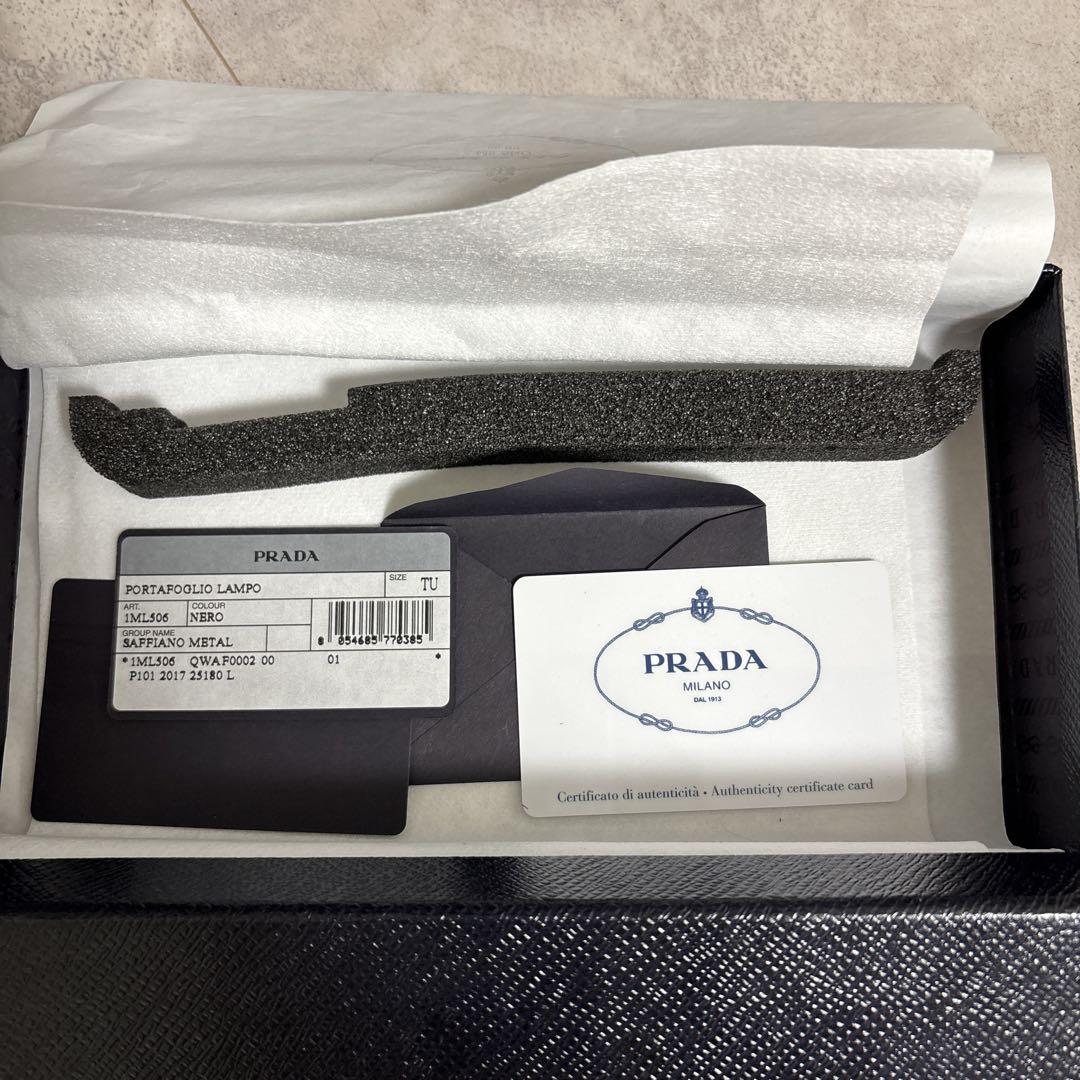 PRADA
PORTAFOGLIO LAMPO
SIZE
TU
ART.
1ML506
COLOUR
NERO
GROUP NAME
SAFFIANO METAL
8 054685 770385
*1ML506 QWAF0002 00 01 *
P101 2017 25180 L
PRADA
MILANO
DAL 1913
Certificato di autenticità • Authenticity certificate card
PRADA